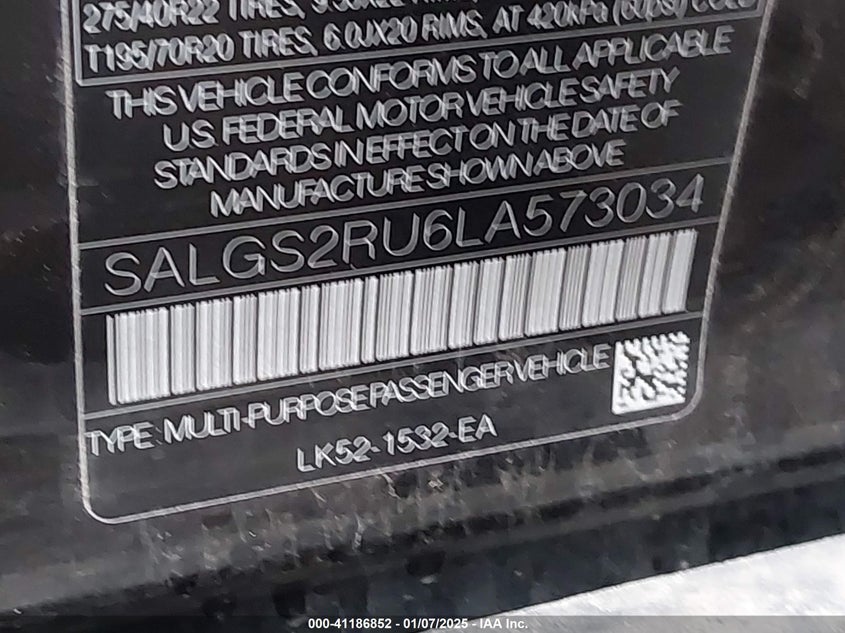 275/40R22 TIRES,
T195/70R20 TIRES, 6.0JX20 RIMS, AT 420kPa (60psi) COLD
THIS VEHICLE CONFORMS TO ALL APPLICABLE
U.S. FEDERAL MOTOR VEHICLE SAFETY
STANDARDS IN EFFECT ON THE DATE OF
MANUFACTURE SHOWN ABOVE
SALGS2RU6LA573034
TYPE: MULTI-PURPOSE PASSENGER VEHICLE
LK52-1532-EA
000-41186852 - 01/07/2025 - IAA Inc.